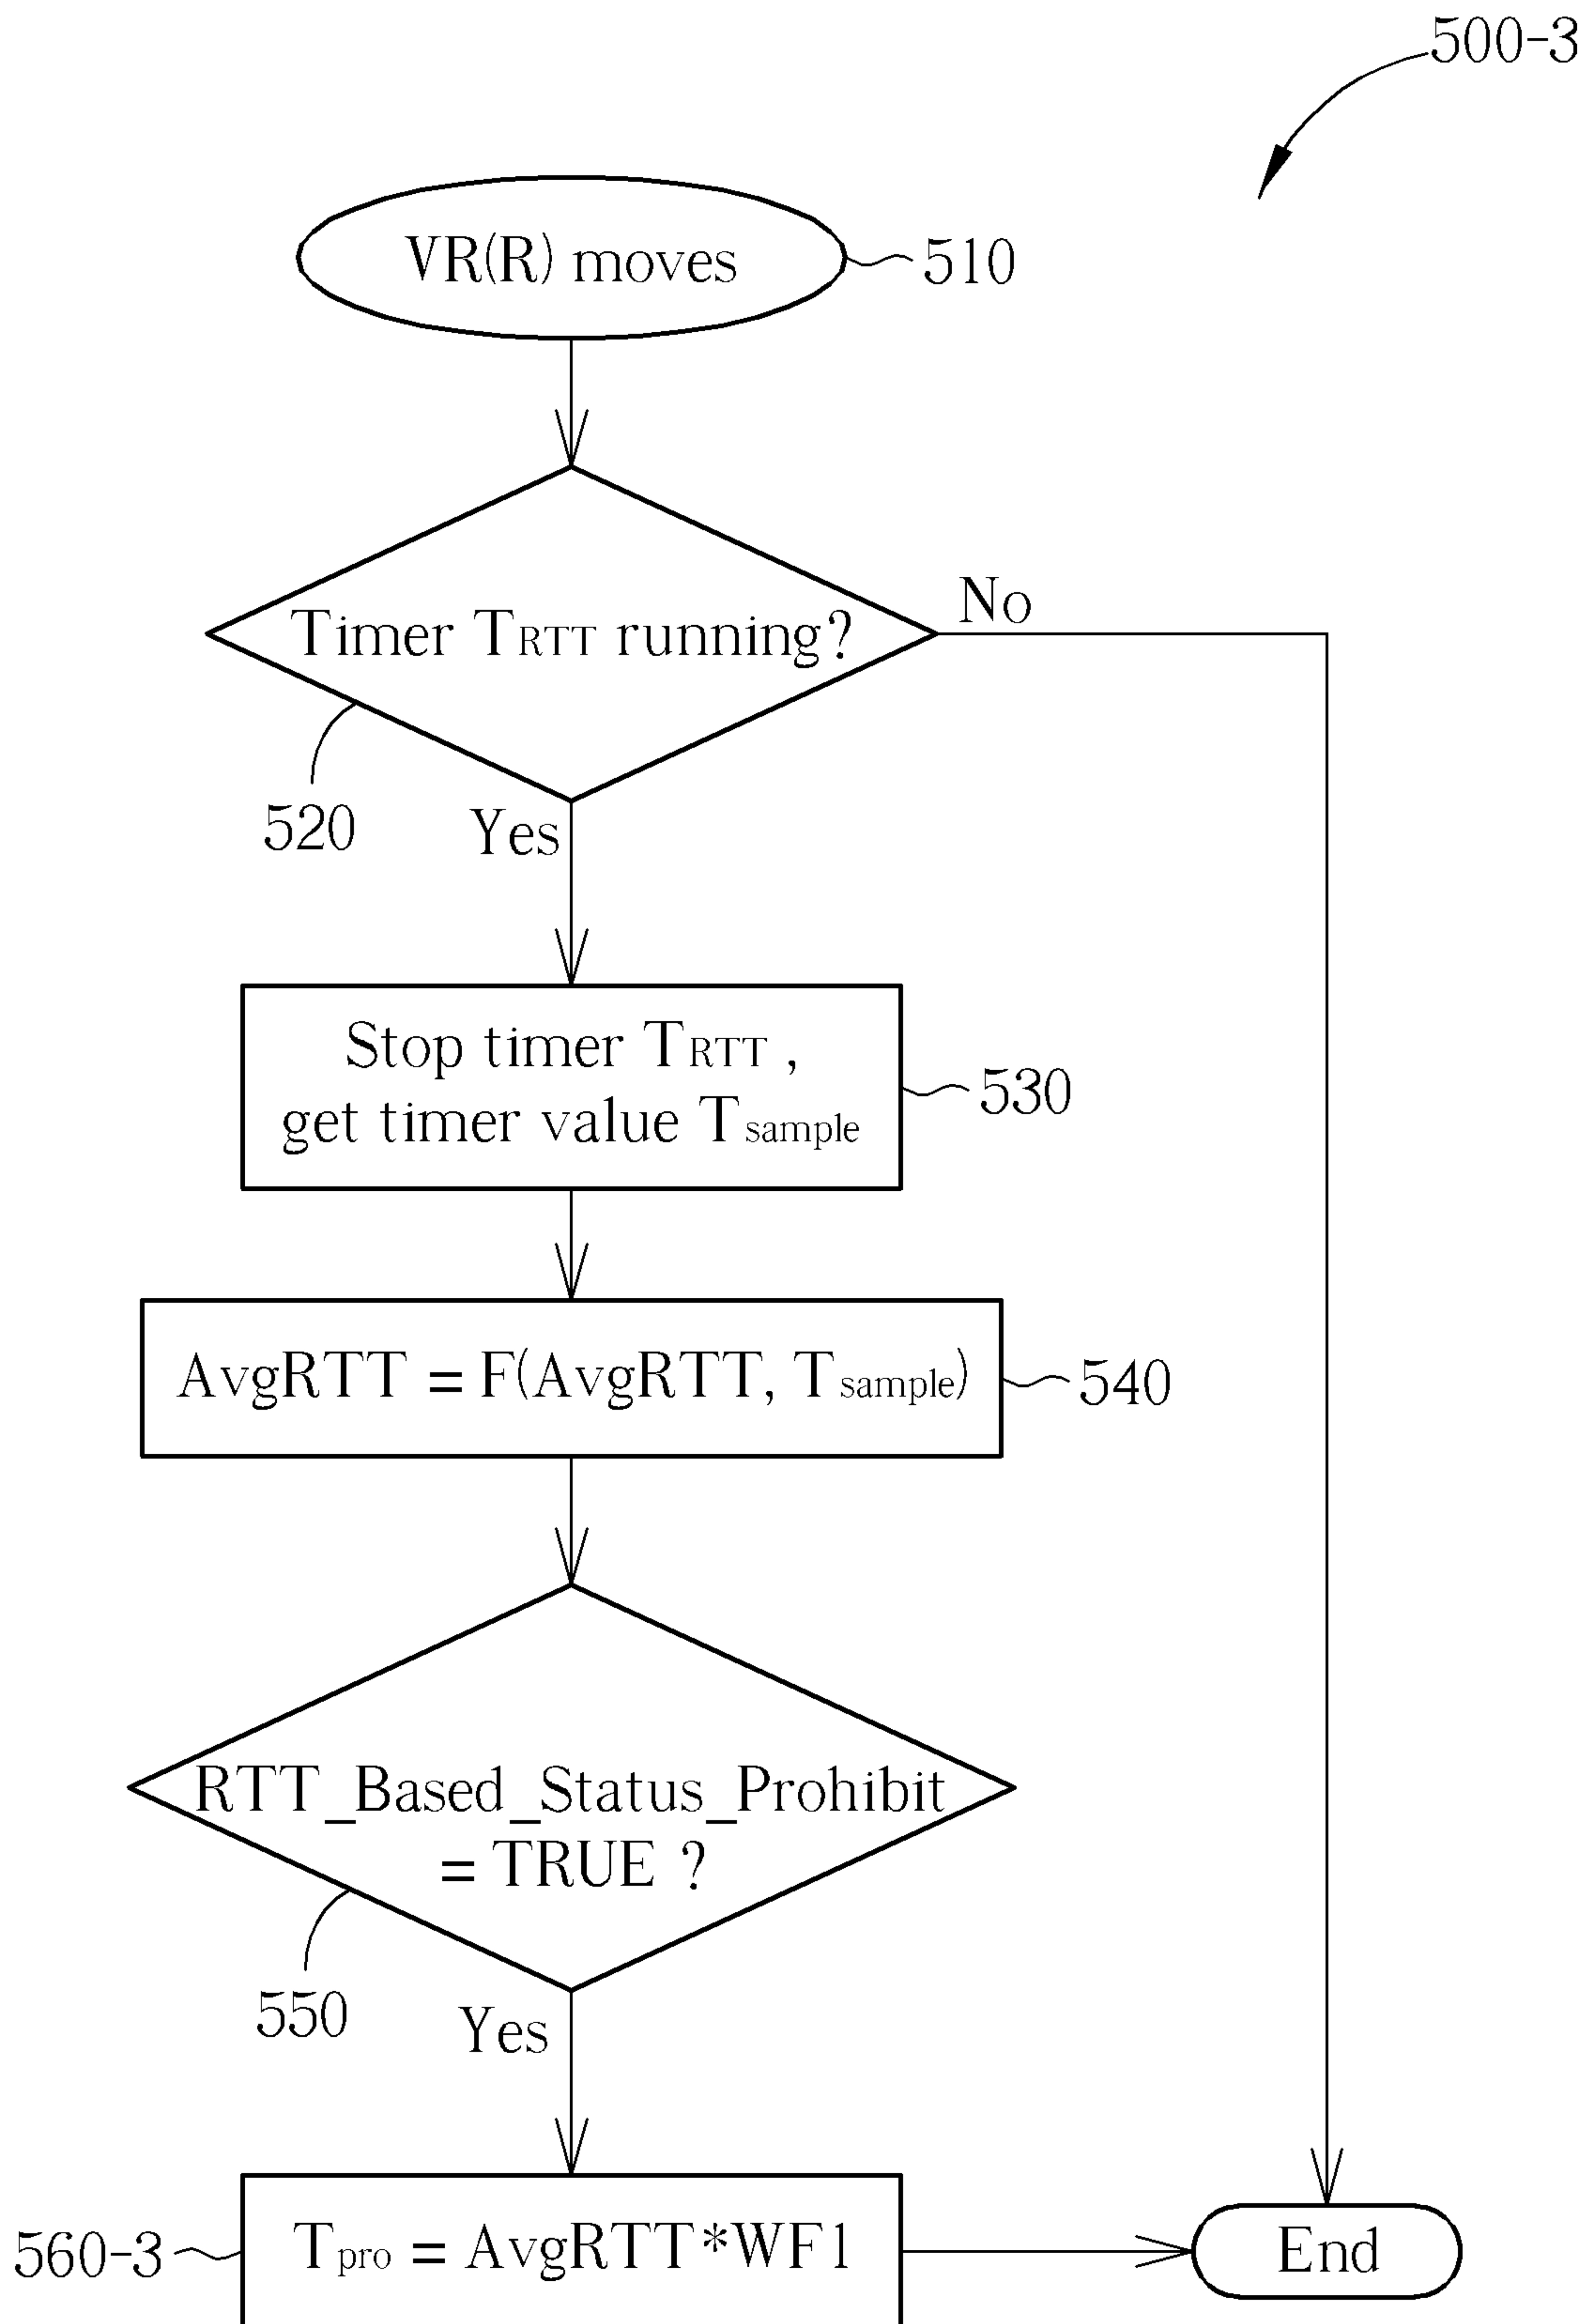 500-3
VR(R) moves
510
Timer TRTT running?
No
520
Yes
Stop timer TRTT ,
get timer value Tsample
530
AvgRTT = F(AvgRTT, Tsample)
540
RTT_Based_Status_Prohibit
= TRUE ?
550
Yes
560-3
Tpro = AvgRTT*WF1
End